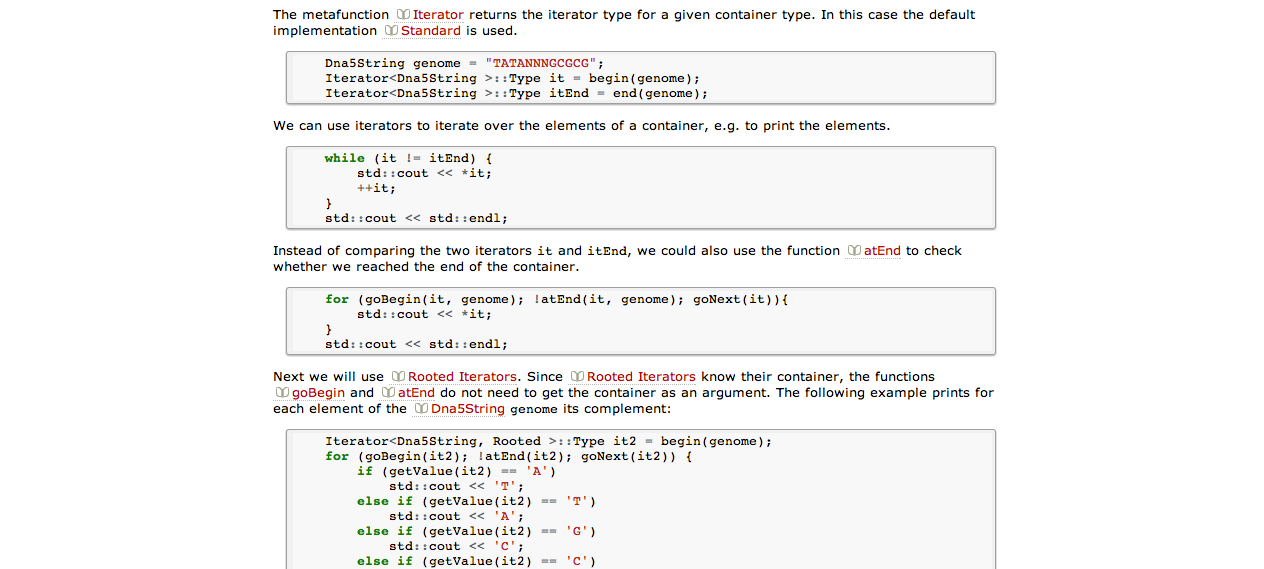 The metafunction Iterator returns the iterator type for a given container type. In this case the default
implementation Standard is used.
Dna5String genome = "TATANNNGCGCG";
Iterator<Dna5String >::Type it = begin(genome);
Iterator<Dna5String >::Type itEnd = end(genome);
We can use iterators to iterate over the elements of a container, e.g. to print the elements.
while (it != itEnd) {
std::cout << *it;
++it;
}
std::cout << std::endl;
Instead of comparing the two iterators it and itEnd, we could also use the function atEnd to check
whether we reached the end of the container.
for (goBegin(it, genome); !atEnd(it, genome); goNext(it)){
std::cout << *it;
}
std::cout << std::endl;
Next we will use Rooted Iterators. Since Rooted Iterators know their container, the functions
goBegin and atEnd do not need to get the container as an argument. The following example prints for
each element of the Dna5String genome its complement:
Iterator<Dna5String, Rooted >::Type it2 = begin(genome);
for (goBegin(it2); !atEnd(it2); goNext(it2)) {
if (getValue(it2) == 'A')
std::cout << 'T';
else if (getValue(it2) == 'T')
std::cout << 'A';
else if (getValue(it2) == 'G')
std::cout << 'C';
else if (getValue(it2) == 'C')